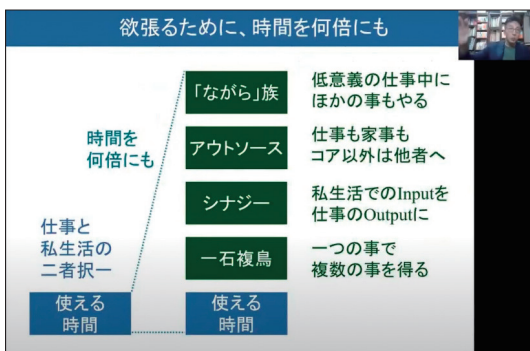 欲張るために、時間を何倍にも
「ながら」族
低意義の仕事中に
ほかの事もやる
時間を
何倍にも
アウトソース
仕事も家事も
コア以外は他者へ
シナジー
私生活でのInputを
仕事のOutputに
仕事と
私生活の
二者択一
一石複鳥
一つの事で
複数の事を得る
使える
時間
使える
時間